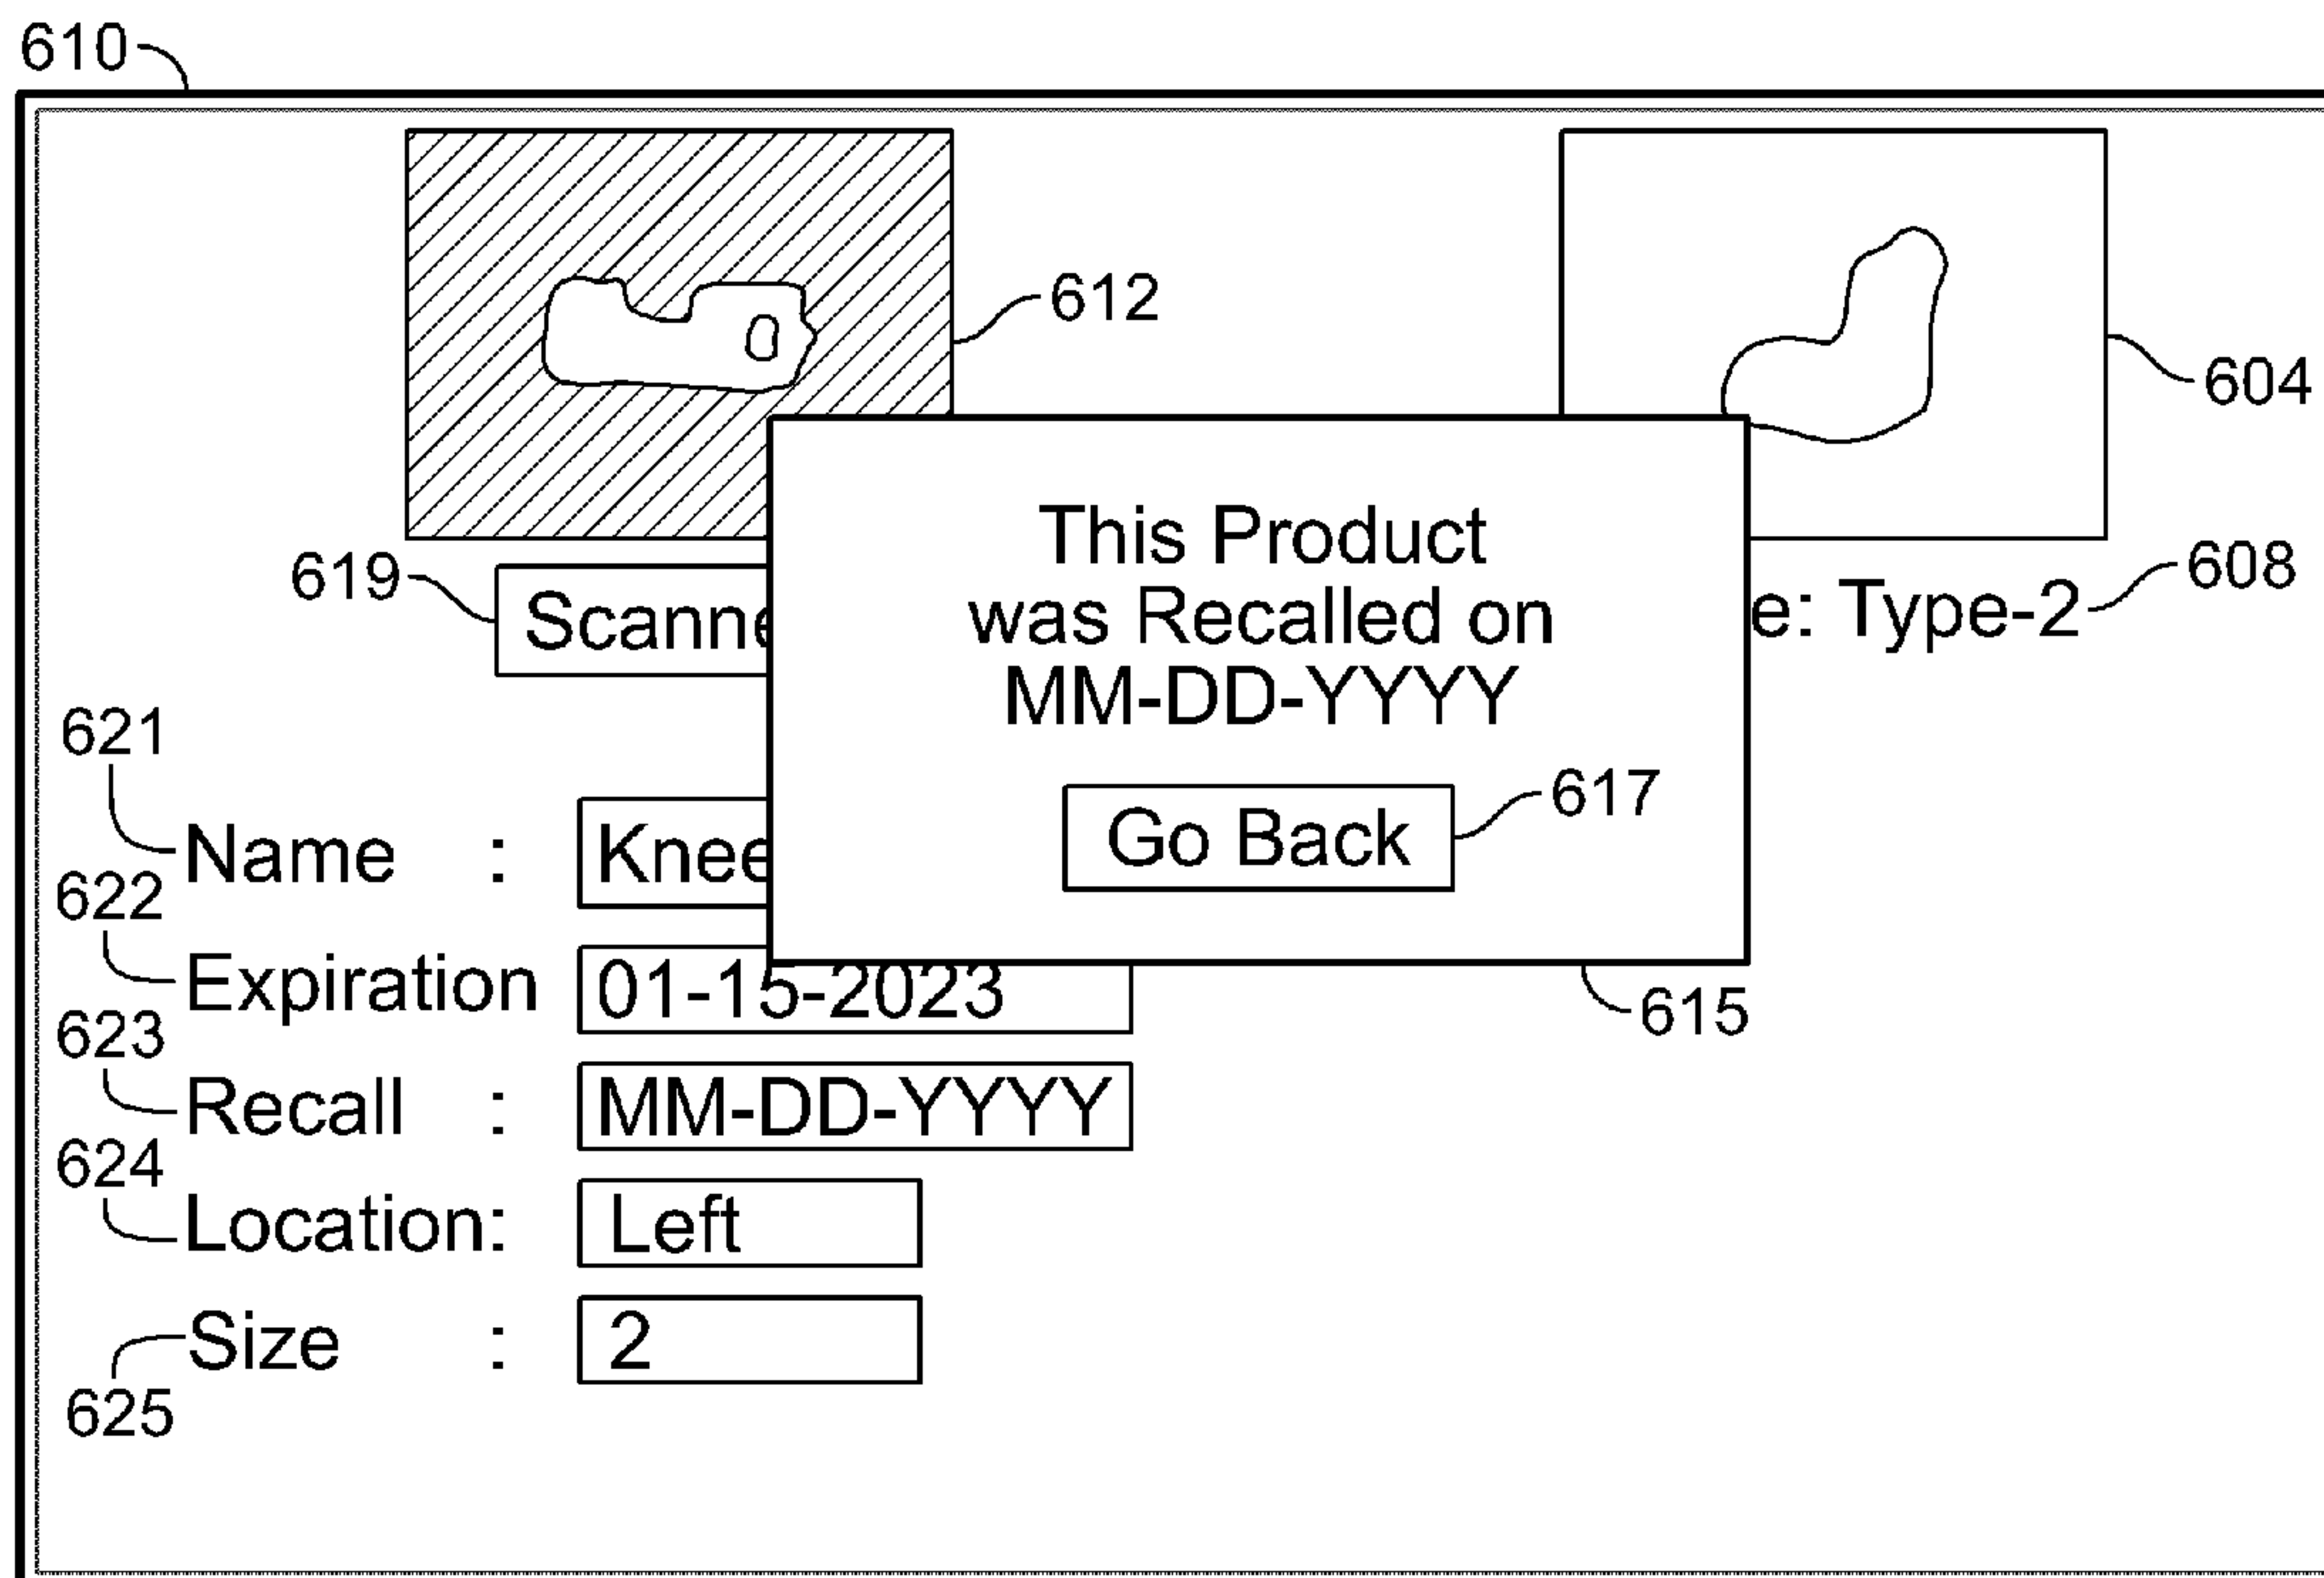 610
612
604
This Product
was Recalled on
MM-DD-YYYY
Go Back
617
615
619
Scanne
e: Type-2
608
621
Name :
Knee
622
Expiration
01-15-2023
623
Recall :
MM-DD-YYYY
624
Location:
Left
Size :
2
625